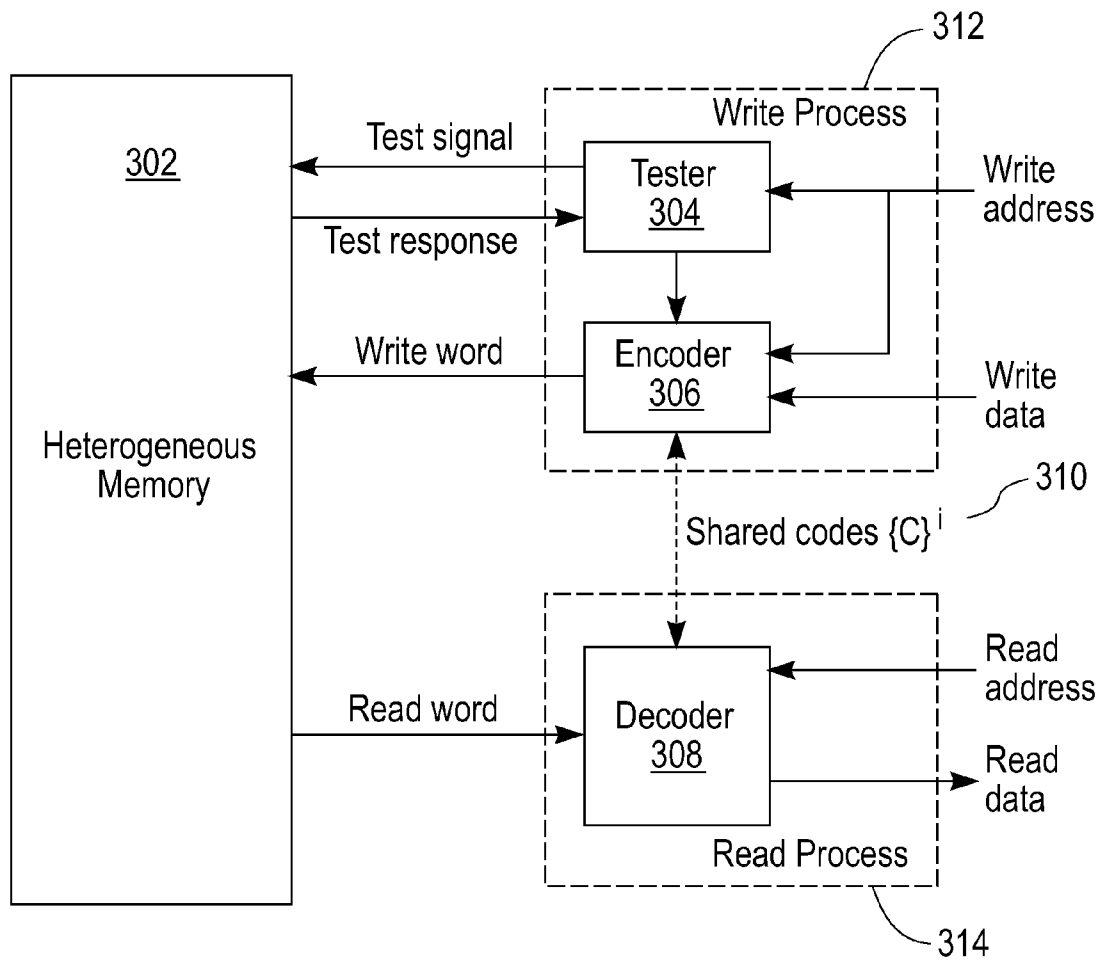 312
Write Process
302
Test signal
Tester
304
Write
address
Test response
Write word
Encoder
306
Write
data
Heterogeneous
Memory
310
Shared codes {C}i
Read
address
Read word
Decoder
308
Read
data
Read Process
314